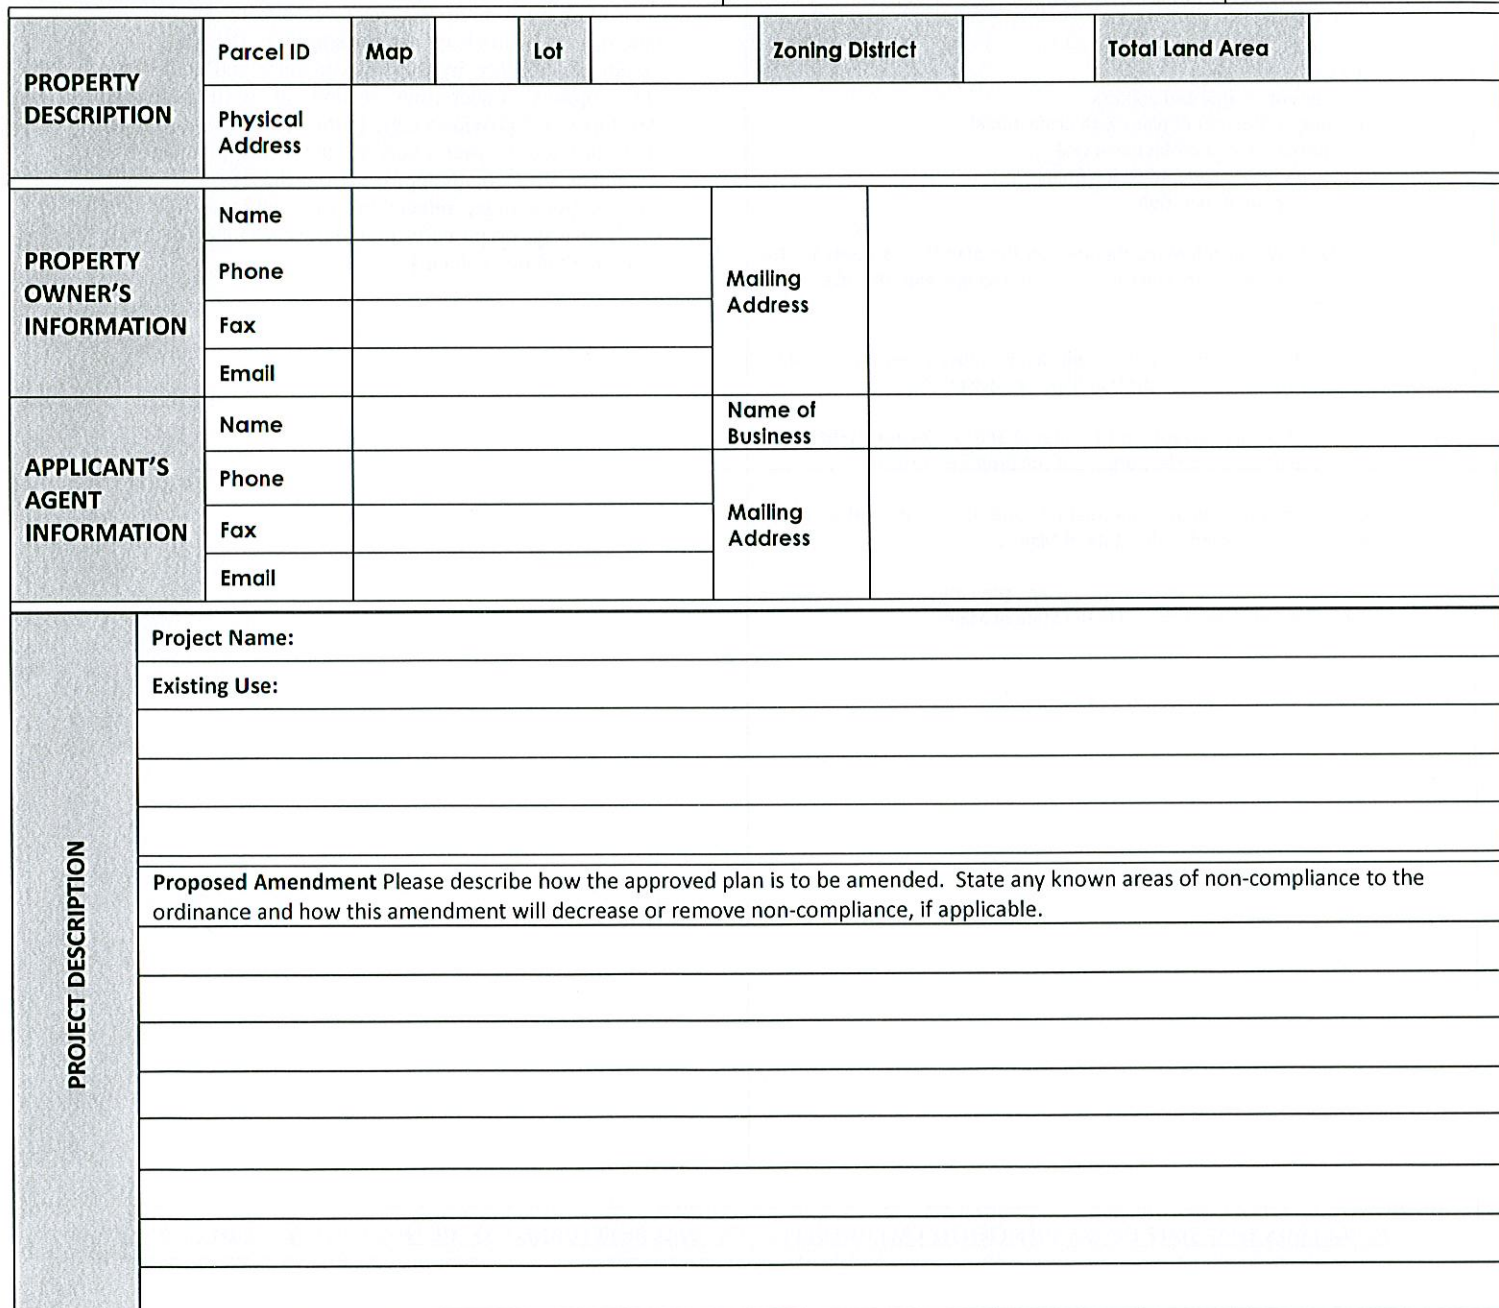 PROPERTY
DESCRIPTION
Parcel ID
Map
Lot
Zoning District
Total Land Area
Physical
Address
PROPERTY
OWNER'S
INFORMATION
Name
Phone
Fax
Email
Mailing
Address
APPLICANT'S
AGENT
INFORMATION
Name
Phone
Fax
Email
Name of
Business
Mailing
Address
PROJECT DESCRIPTION
Project Name:
Existing Use:
Proposed Amendment Please describe how the approved plan is to be amended. State any known areas of non-compliance to the
ordinance and how this amendment will decrease or remove non-compliance, if applicable.